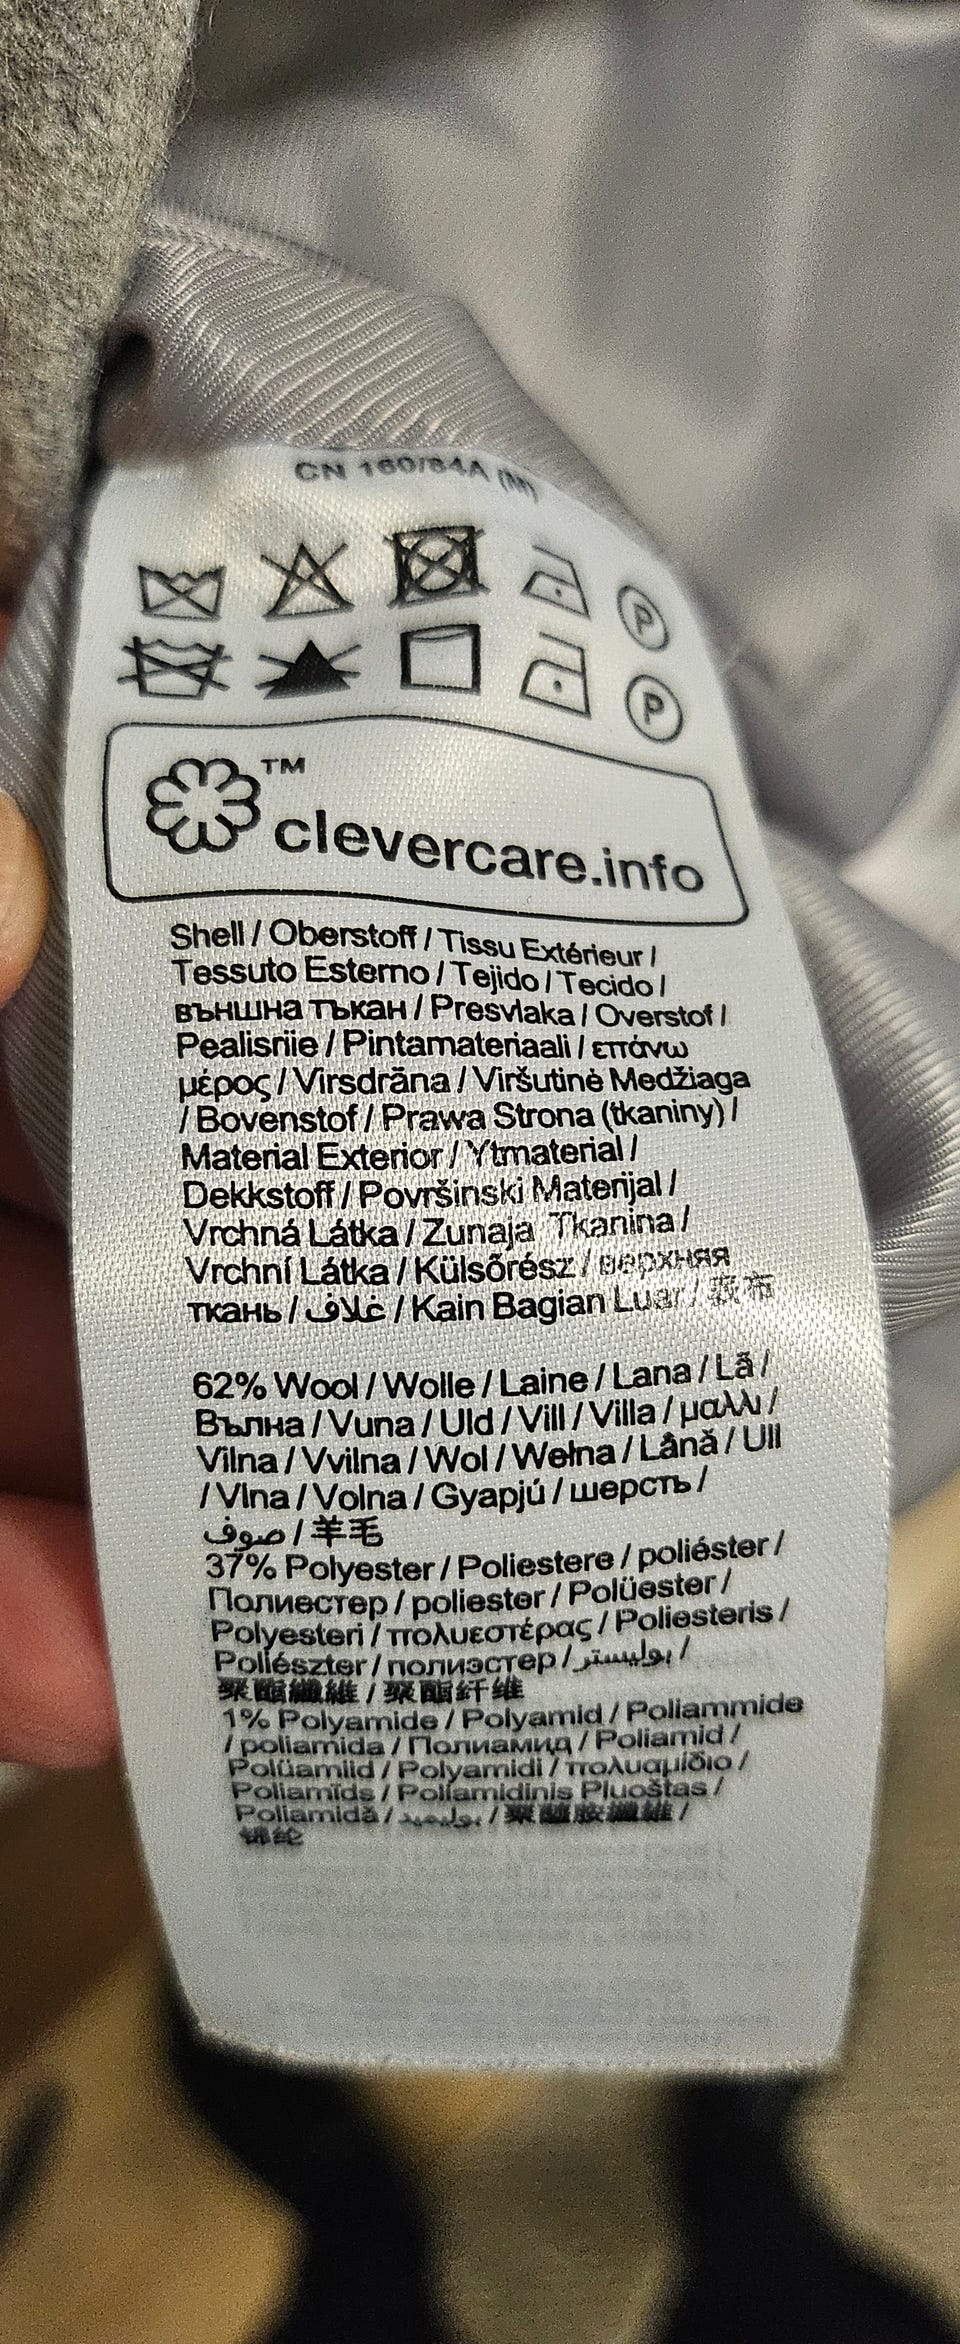 CN 160/84A (M)
P
P
TM
clevercare.info
Shell / Oberstoff / Tissu Extérieur /
Tessuto Esterno / Tejido / Tecido /
външна тъкан / Presvlaka / Overstof /
Pealisriie / Pintamateriaali / επάνω
μέρος / Virsdrāna / Viršutinė Medžiaga
/ Bovenstof / Prawa Strona (tkaniny) /
Material Exterior / Ytmaterial /
Dekkstoff / Površinski Materijal /
Vrchná Látka / Zunaja Tkanina /
Vrchní Látka / Külsőrész / верхняя
ткань / غلاف / Kain Bagian Luar / 表布
62% Wool / Wolle / Laine / Lana / Lã /
Вълна / Vuna / Uld / Vill / Villa / μαλλι /
Vilna / Vvilna / Wol / Wełna / Lână / Ull
/ Vlna / Volna / Gyapjú / шерсть /
صوف / 羊毛
37% Polyester / Poliestere / poliéster /
Полиестер / poliester / Polüester /
Polyesteri / πολυεστέρας / Poliesteris /
Poliészter / полиэстер / بوليستر /
聚酯纖維 / 聚酯纤维
1% Polyamide / Polyamid / Poliammide
/ poliamida / Полиамид / Poliamid /
Polüamiid / Polyamidi / πολυαμίδιο /
Poliamīds / Poliamidinis Pluoštas /
Poliamidă / بوليميد / 聚醯胺纖維 /
锦纶